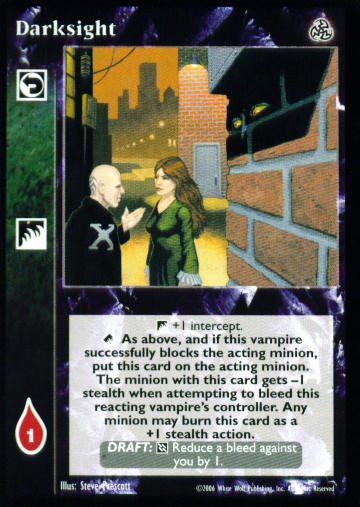 Darksight
X
+1 intercept.
As above, and if this vampire
successfully blocks the acting minion,
put this card on the acting minion.
The minion with this card gets –1
stealth when attempting to bleed this
reacting vampire's controller. Any
minion may burn this card as a
+1 stealth action.
DRAFT: Reduce a bleed against
you by 1.
1
Illus: Steve Prescott ©2006 White Wolf Publishing, Inc. All Rights Reserved